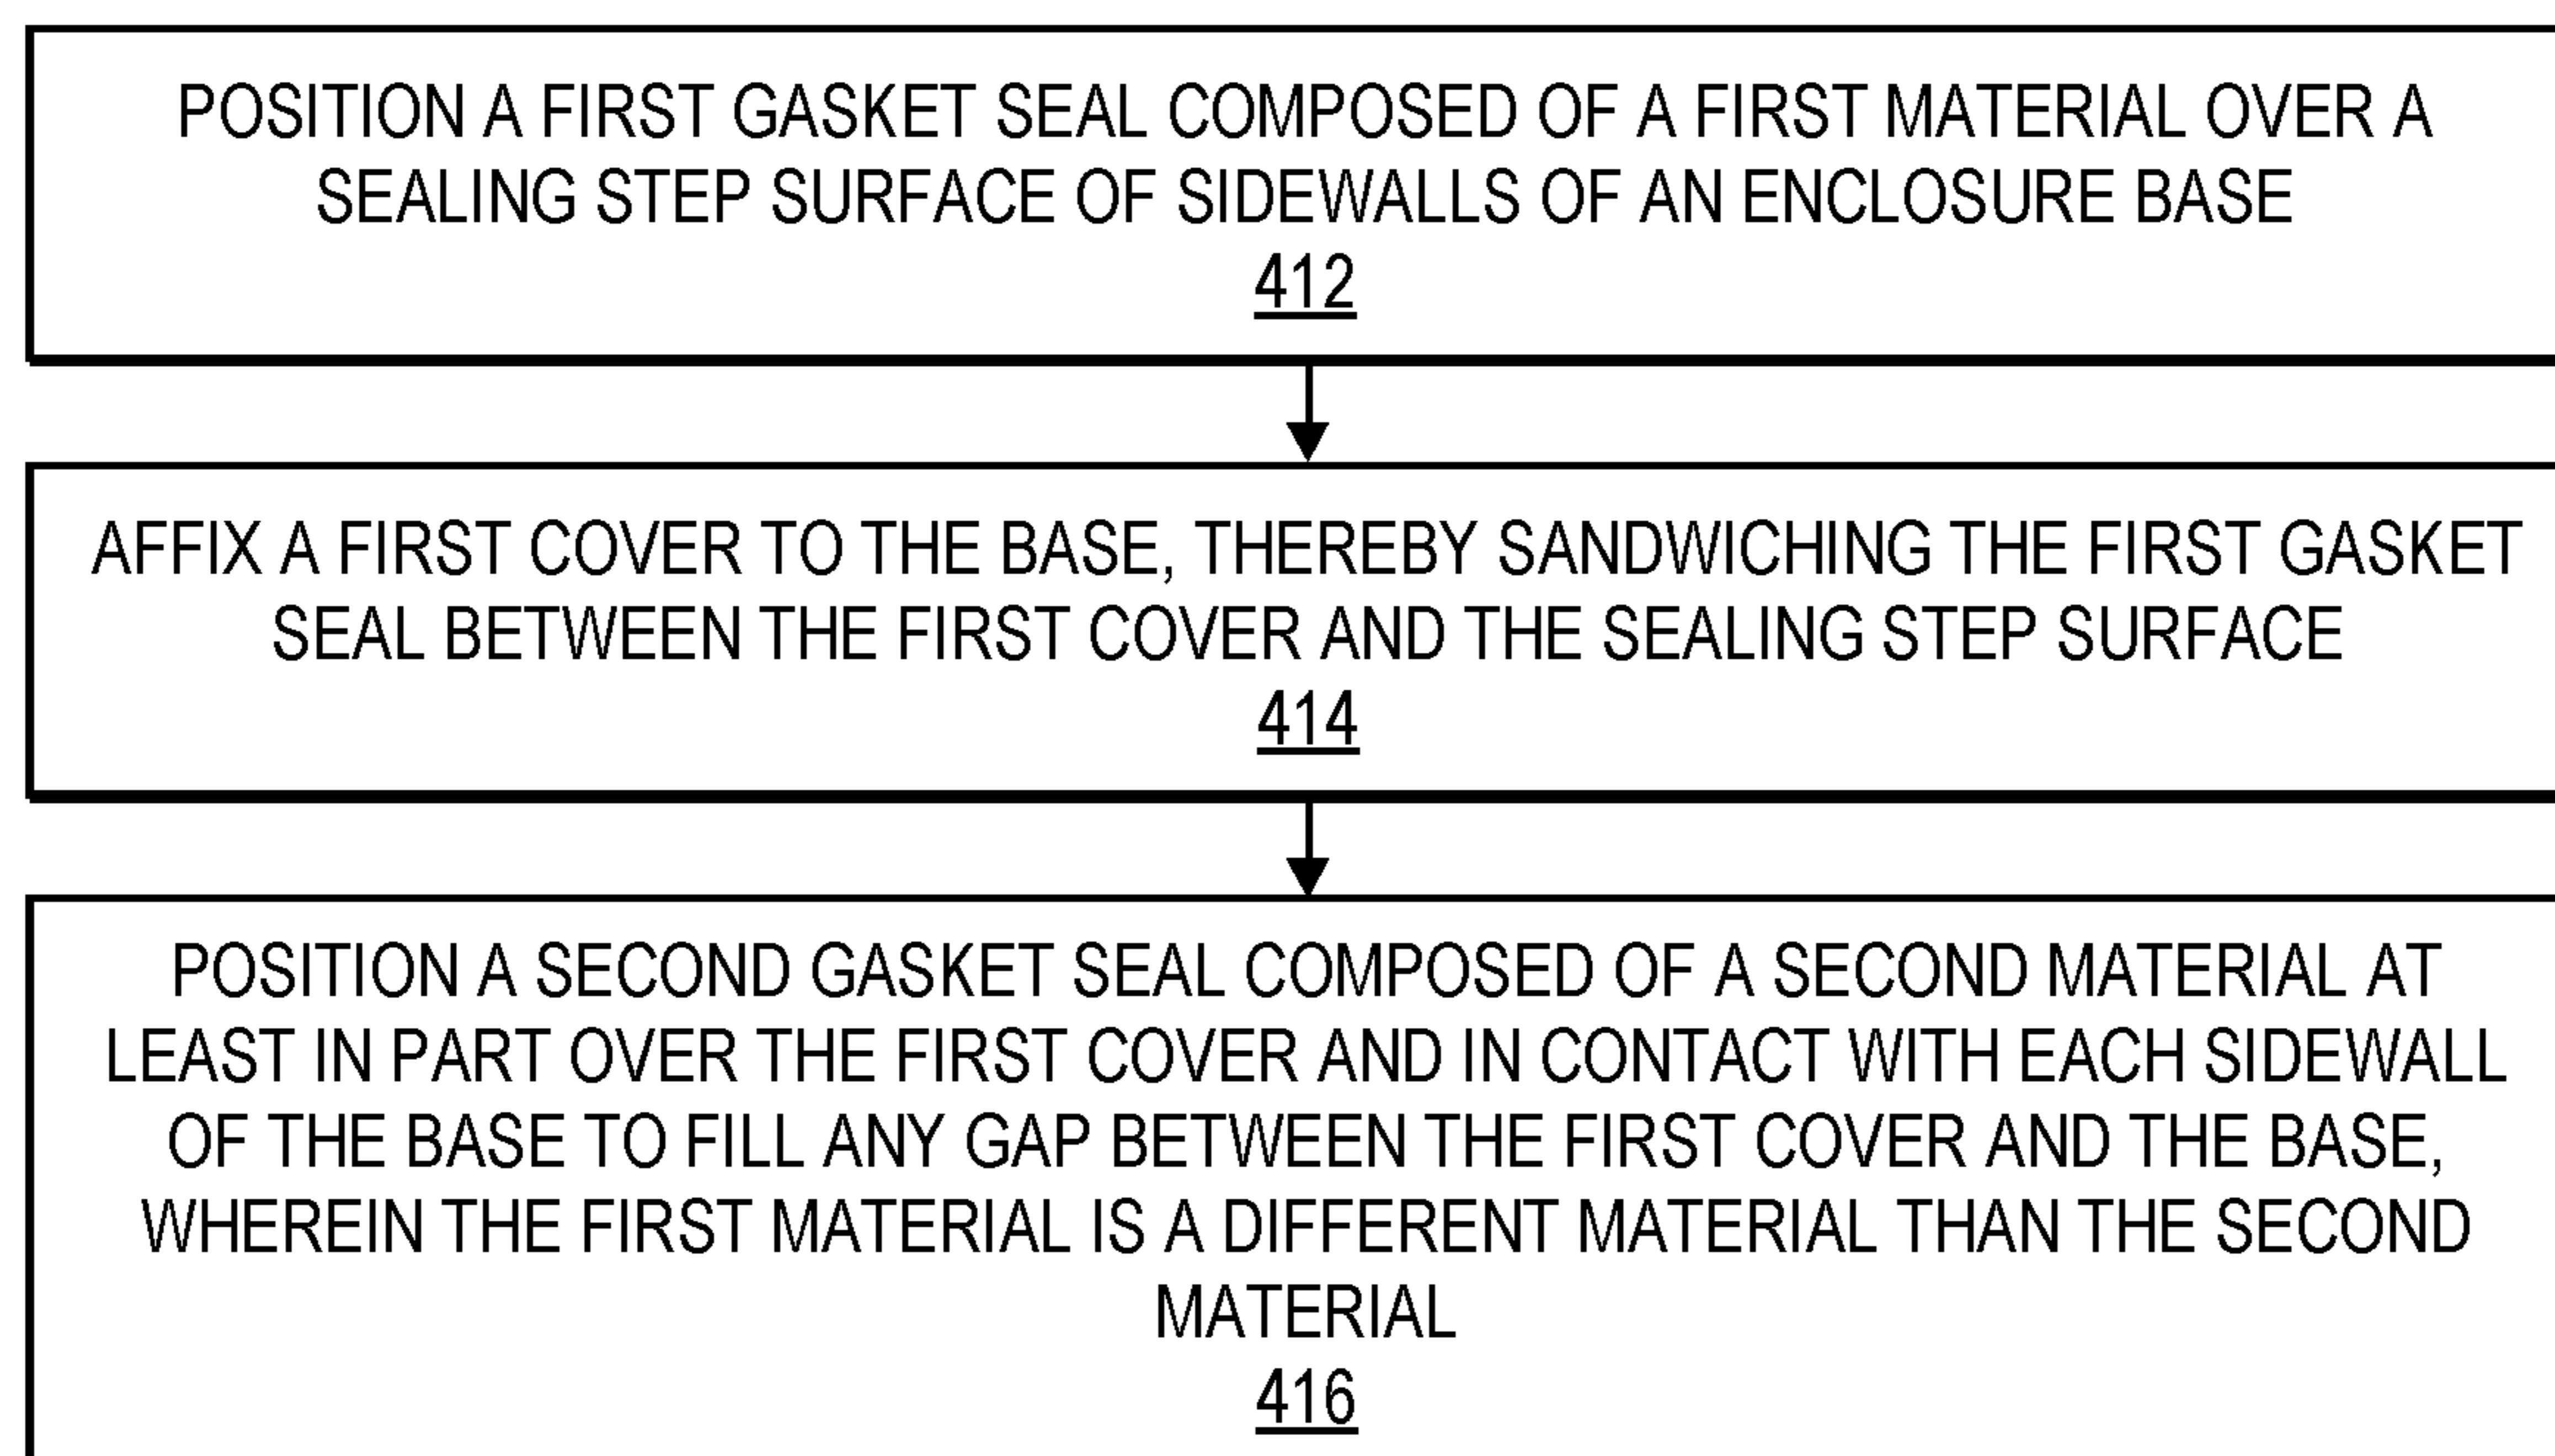 POSITION A FIRST GASKET SEAL COMPOSED OF A FIRST MATERIAL OVER A
SEALING STEP SURFACE OF SIDEWALLS OF AN ENCLOSURE BASE
412
AFFIX A FIRST COVER TO THE BASE, THEREBY SANDWICHING THE FIRST GASKET
SEAL BETWEEN THE FIRST COVER AND THE SEALING STEP SURFACE
414
POSITION A SECOND GASKET SEAL COMPOSED OF A SECOND MATERIAL AT
LEAST IN PART OVER THE FIRST COVER AND IN CONTACT WITH EACH SIDEWALL
OF THE BASE TO FILL ANY GAP BETWEEN THE FIRST COVER AND THE BASE,
WHEREIN THE FIRST MATERIAL IS A DIFFERENT MATERIAL THAN THE SECOND
MATERIAL
416